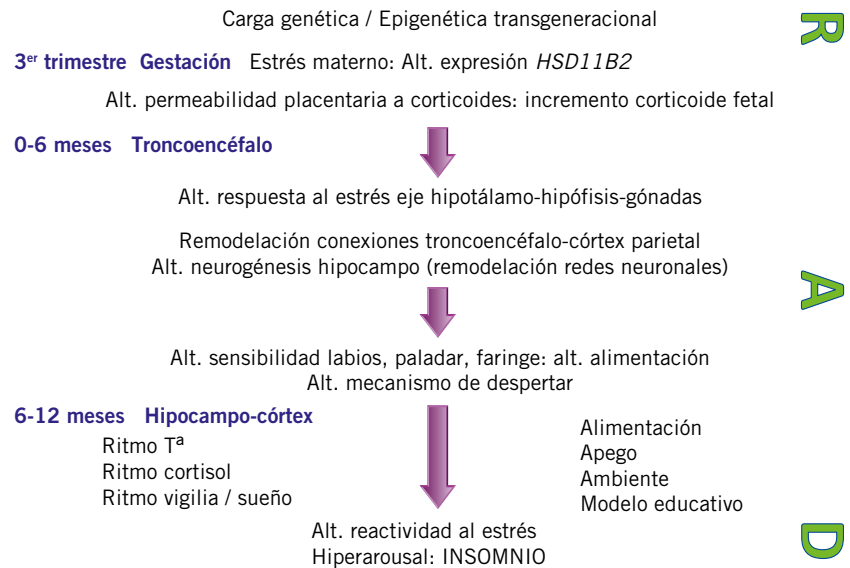 Carga genética / Epigenética transgeneracional
3er trimestre Gestación Estrés materno: Alt. expresión HSD11B2
Alt. permeabilidad placentaria a corticoides: incremento corticoide fetal
0-6 meses Troncoencéfalo
Alt. respuesta al estrés eje hipotálamo-hipófisis-gónadas
Remodelación conexiones troncoencéfalo-córtex parietal
Alt. neurogénesis hipocampo (remodelación redes neuronales)
Alt. sensibilidad labios, paladar, faringe: alt. alimentación
Alt. mecanismo de despertar
6-12 meses Hipocampo-córtex
Ritmo Tª
Ritmo cortisol
Ritmo vigilia / sueño
Alimentación
Apego
Ambiente
Modelo educativo
Alt. reactividad al estrés
Hiperarousal: INSOMNIO
R
A
D